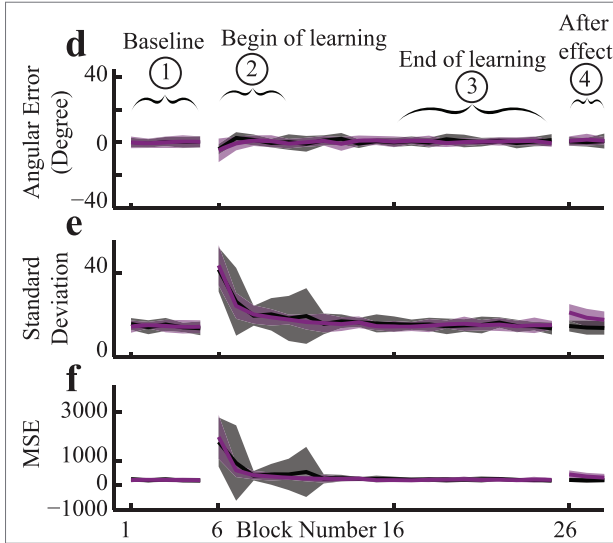 d
Baseline
1
Begin of learning
2
End of learning
3
After
effect
4
Angular Error
(Degree)
40
0
−40
e
Standard
Deviation
40
0
f
MSE
3000
1000
0
−1000
1
6
Block Number
16
26